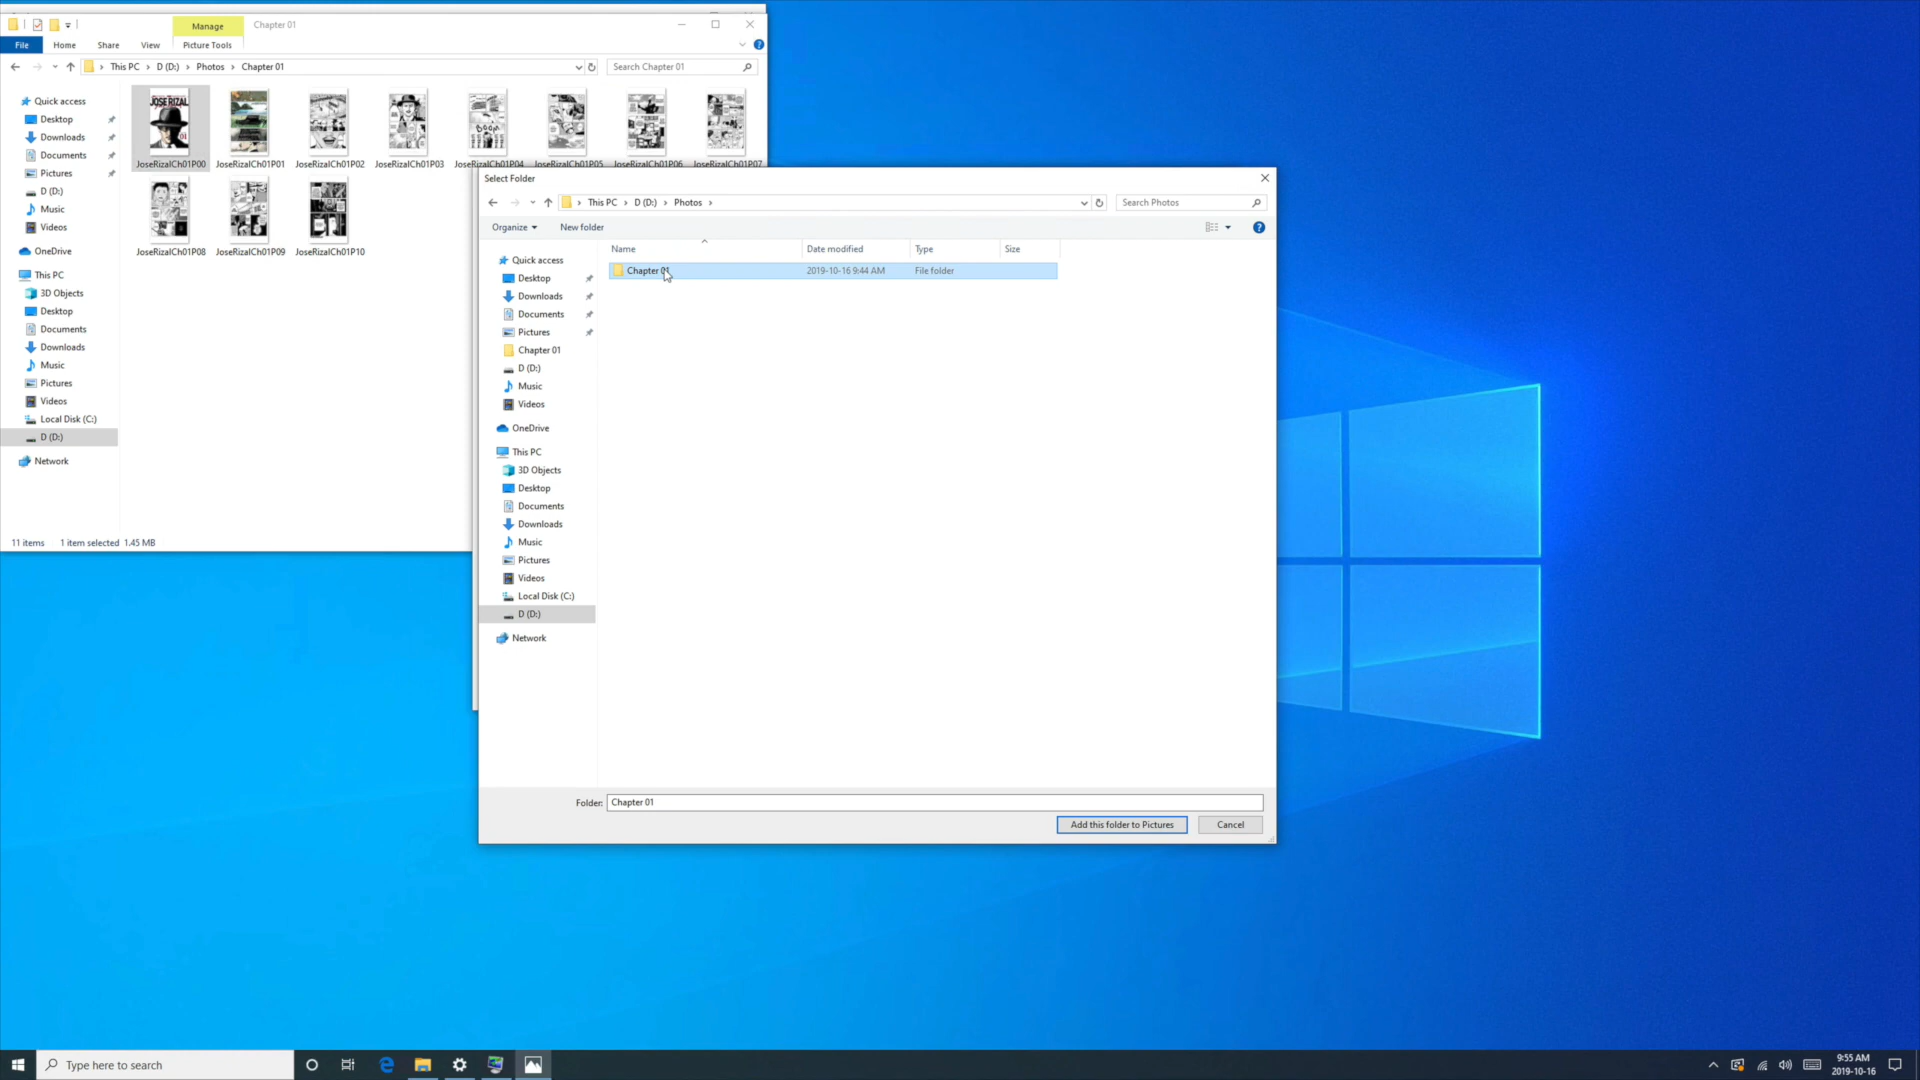 Manage
Chapter 01
File
Home
Share
View
Picture Tools
This PC
D (D:)
Photos
Chapter 01
Search Chapter 01
Quick access
Desktop
Downloads
Documents
Pictures
D (D:)
Music
Videos
OneDrive
This PC
3D Objects
Desktop
Documents
Downloads
Music
Pictures
Videos
Local Disk (C:)
D (D:)
Network
JOSE RIZAL
JoseRizalCh01P00
JoseRizalCh01P01
JoseRizalCh01P02
JoseRizalCh01P03
JoseRizalCh01P04
JoseRizalCh01P05
JoseRizalCh01P06
JoseRizalCh01P07
JoseRizalCh01P08
JoseRizalCh01P09
JoseRizalCh01P10
11 items
1 item selected 1.45 MB
Select Folder
This PC
D (D:)
Photos
Search Photos
Organize
New folder
Name
Date modified
Type
Size
Chapter 01
2019-10-16 9:44 AM
File folder
Quick access
Desktop
Downloads
Documents
Pictures
Chapter 01
D (D:)
Music
Videos
OneDrive
This PC
3D Objects
Desktop
Documents
Downloads
Music
Pictures
Videos
Local Disk (C:)
D (D:)
Network
Folder:
Chapter 01
Add this folder to Pictures
Cancel
Type here to search
9:55 AM
2019-10-16